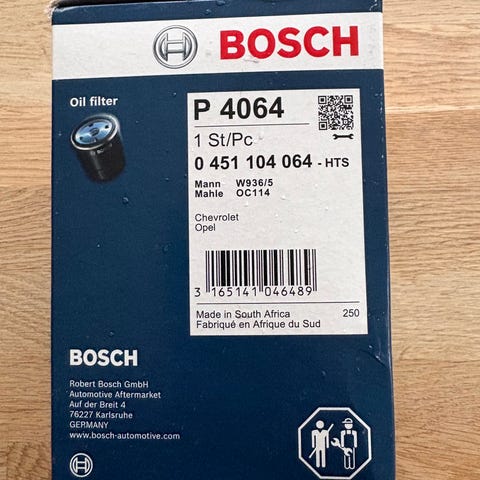 BOSCH
Oil filter
P 4064
1 St/Pc
0 451 104 064 - HTS
Mann W936/5
Mahle OC114
Chevrolet
Opel
3 165141 046489
Made in South Africa 250
Fabriqué en Afrique du Sud
BOSCH
Robert Bosch GmbH
Automotive Aftermarket
Auf der Breit 4
76227 Karlsruhe
GERMANY
www.bosch-automotive.com